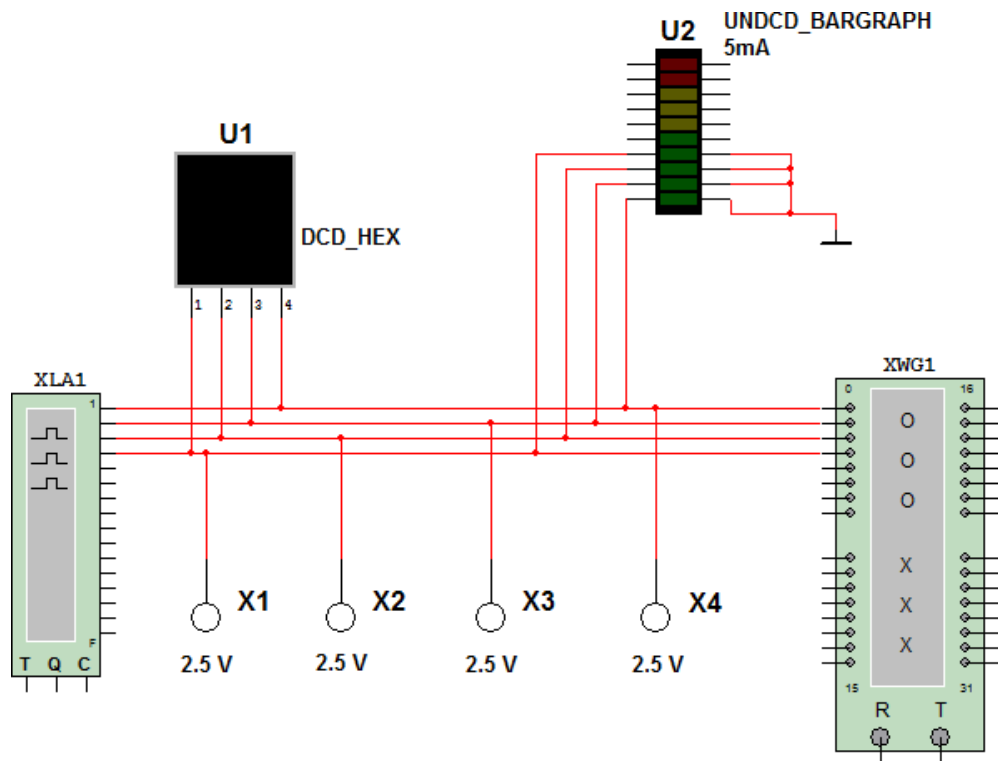 UNDCD_BARGRAPH
U2
5mA
U1
DCD_HEX
1 2 3 4
XLA1
1
F
T Q C
XWG1
0 16
O
O
O
X
X
X
15 31
R T
X1
2.5 V
X2
2.5 V
X3
2.5 V
X4
2.5 V